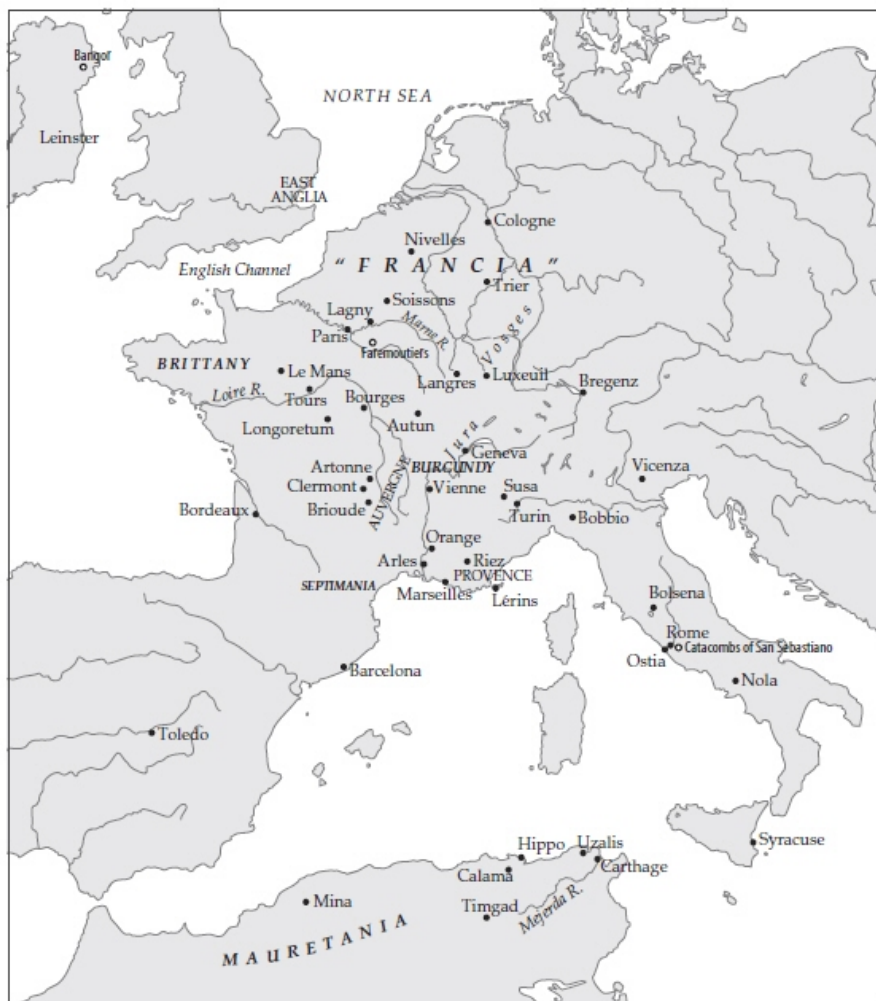 Bangor
NORTH SEA
Leinster
EAST
ANGLIA
Cologne
Nivelles
English Channel
"FRANCIA"
Trier
Soissons
Lagny
Marne R.
Paris
Vosges
Faremoutiers
BRITTANY
Le Mans
Langres
Luxeuil
Bregenz
Loire R.
Tours
Bourges
Longoretum
Autun
Jura
Geneva
Artonne
BURGUNDY
Clermont
AUVERGNE
Vienne
Susa
Vicenza
Brioude
Turin
Bobbio
Bordeaux
Orange
Arles
Riez
SEPTIMANIA
PROVENCE
Marseilles
Lérins
Bolsena
Rome
Ostia
Catacombs of San Sebastiano
Barcelona
Nola
Toledo
Hippo
Uzalis
Syracuse
Calama
Carthage
Mina
Timgad
Mejerda R.
MAURETANIA